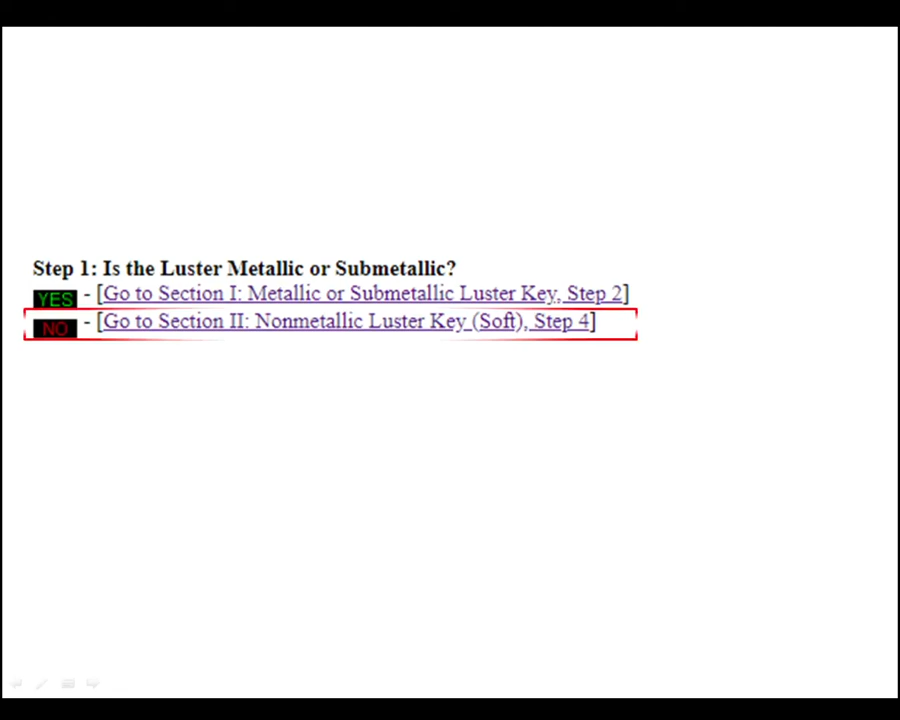 Step 1: Is the Luster Metallic or Submetallic?
YES - [Go to Section I: Metallic or Submetallic Luster Key, Step 2]
NO - [Go to Section II: Nonmetallic Luster Key (Soft), Step 4]